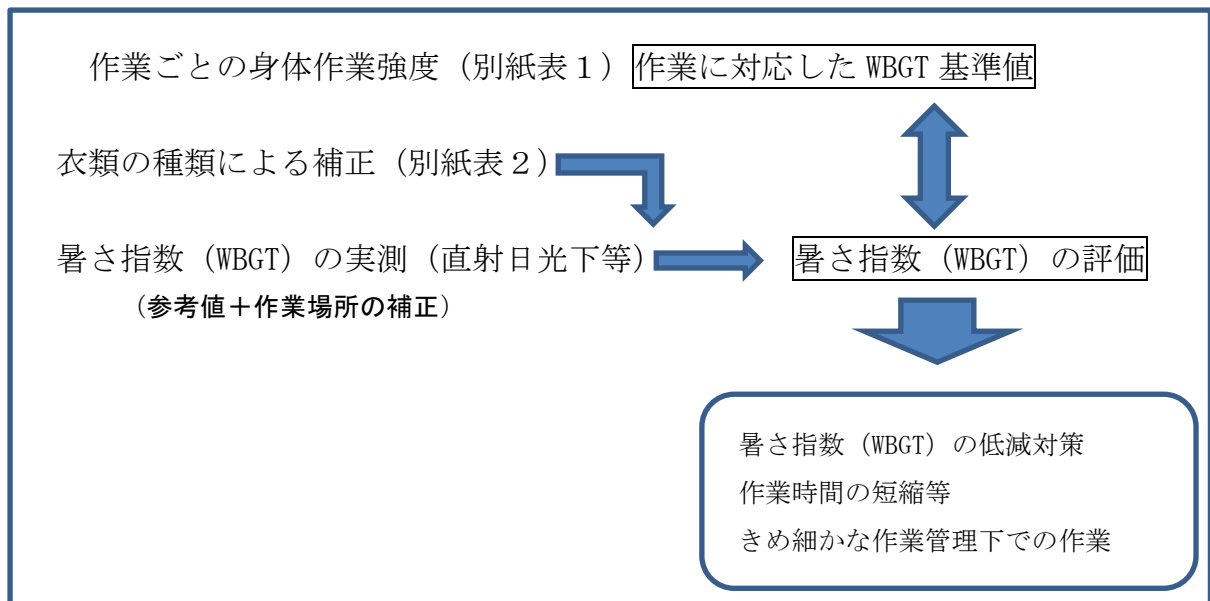 作業ごとの身体作業強度（別紙表１）作業に対応した WBGT 基準値
衣類の種類による補正（別紙表２）
暑さ指数（WBGT）の実測（直射日光下等）
暑さ指数（WBGT）の評価
（参考値＋作業場所の補正）
暑さ指数（WBGT）の低減対策
作業時間の短縮等
きめ細かな作業管理下での作業